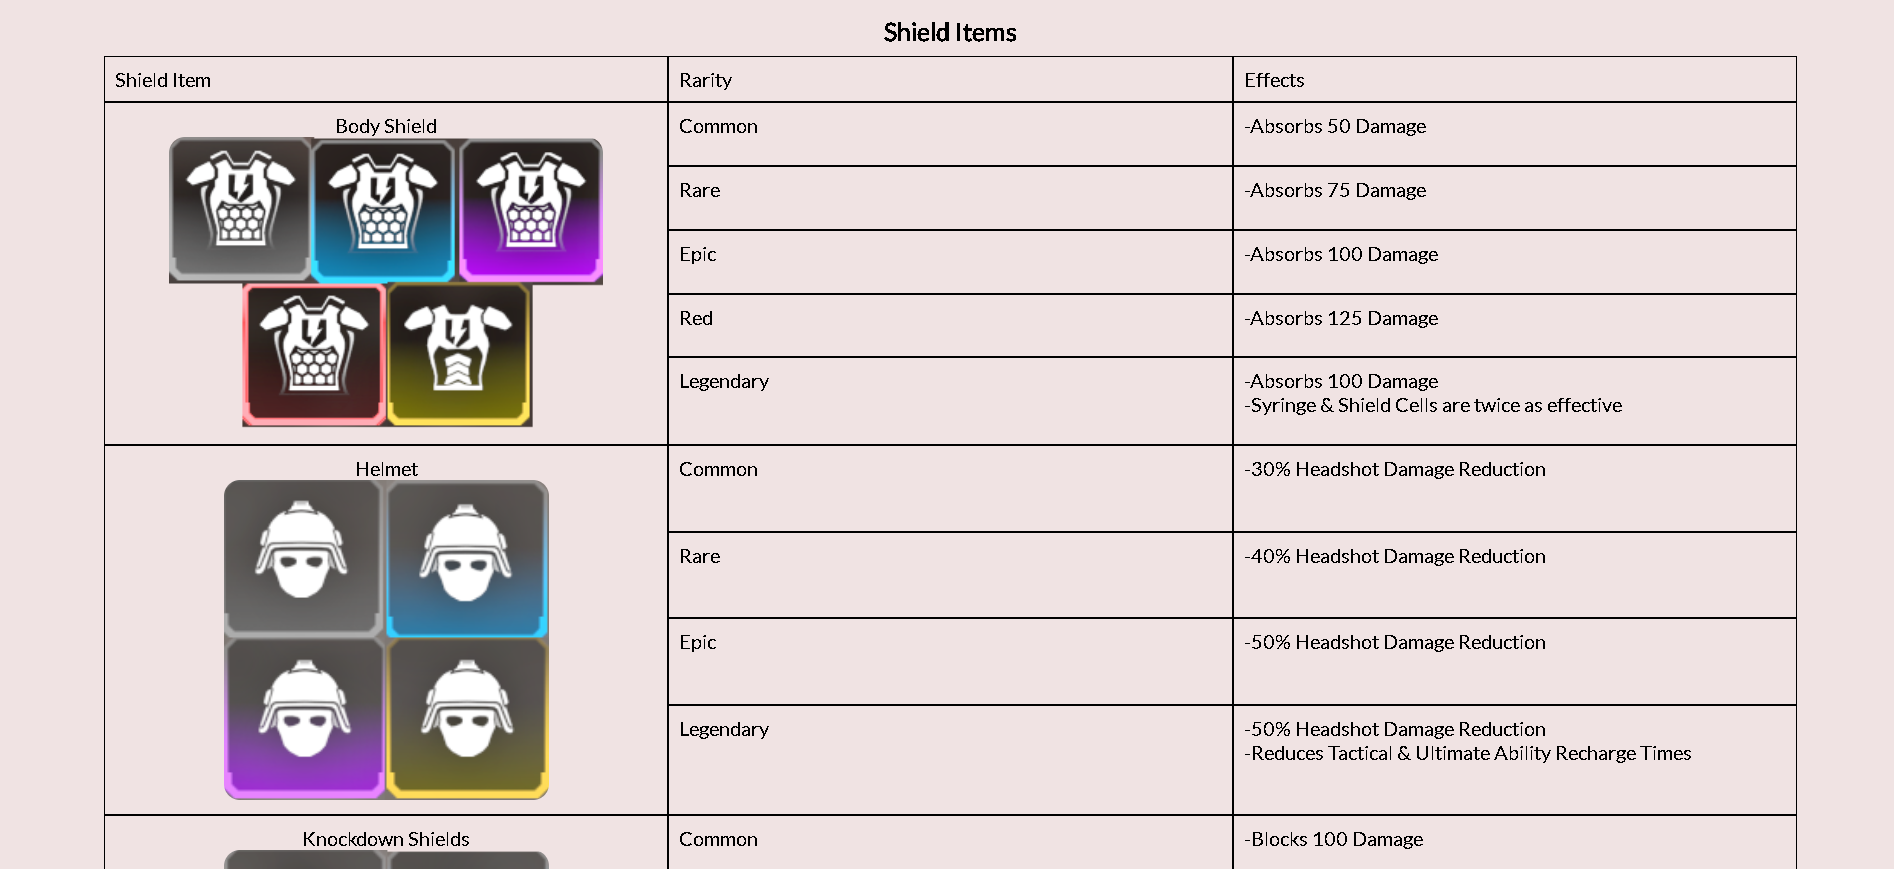 Shield Items
Shield Item
Rarity
Effects
Body Shield
Common
-Absorbs 50 Damage
Rare
-Absorbs 75 Damage
Epic
-Absorbs 100 Damage
Red
-Absorbs 125 Damage
Legendary
-Absorbs 100 Damage
-Syringe & Shield Cells are twice as effective
Helmet
Common
-30% Headshot Damage Reduction
Rare
-40% Headshot Damage Reduction
Epic
-50% Headshot Damage Reduction
Legendary
-50% Headshot Damage Reduction
-Reduces Tactical & Ultimate Ability Recharge Times
Knockdown Shields
Common
-Blocks 100 Damage